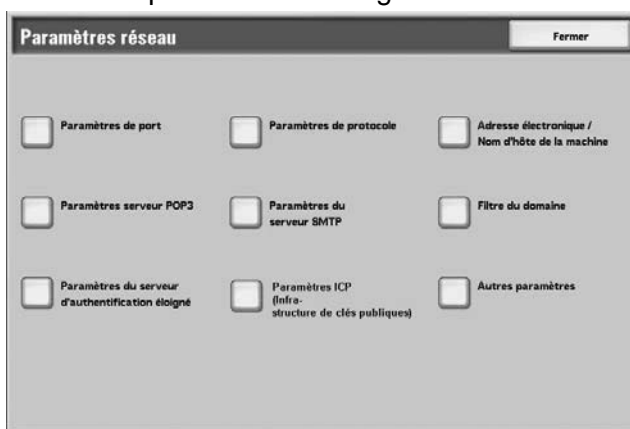 Paramètres réseau
Fermer
Paramètres de port
Paramètres de protocole
Adresse électronique /
Nom d'hôte de la machine
Paramètres serveur POP3
Paramètres du
serveur SMTP
Filtre du domaine
Paramètres du serveur
d'authentification éloigné
Paramètres ICP
(Infra-
structure de clés publiques)
Autres paramètres